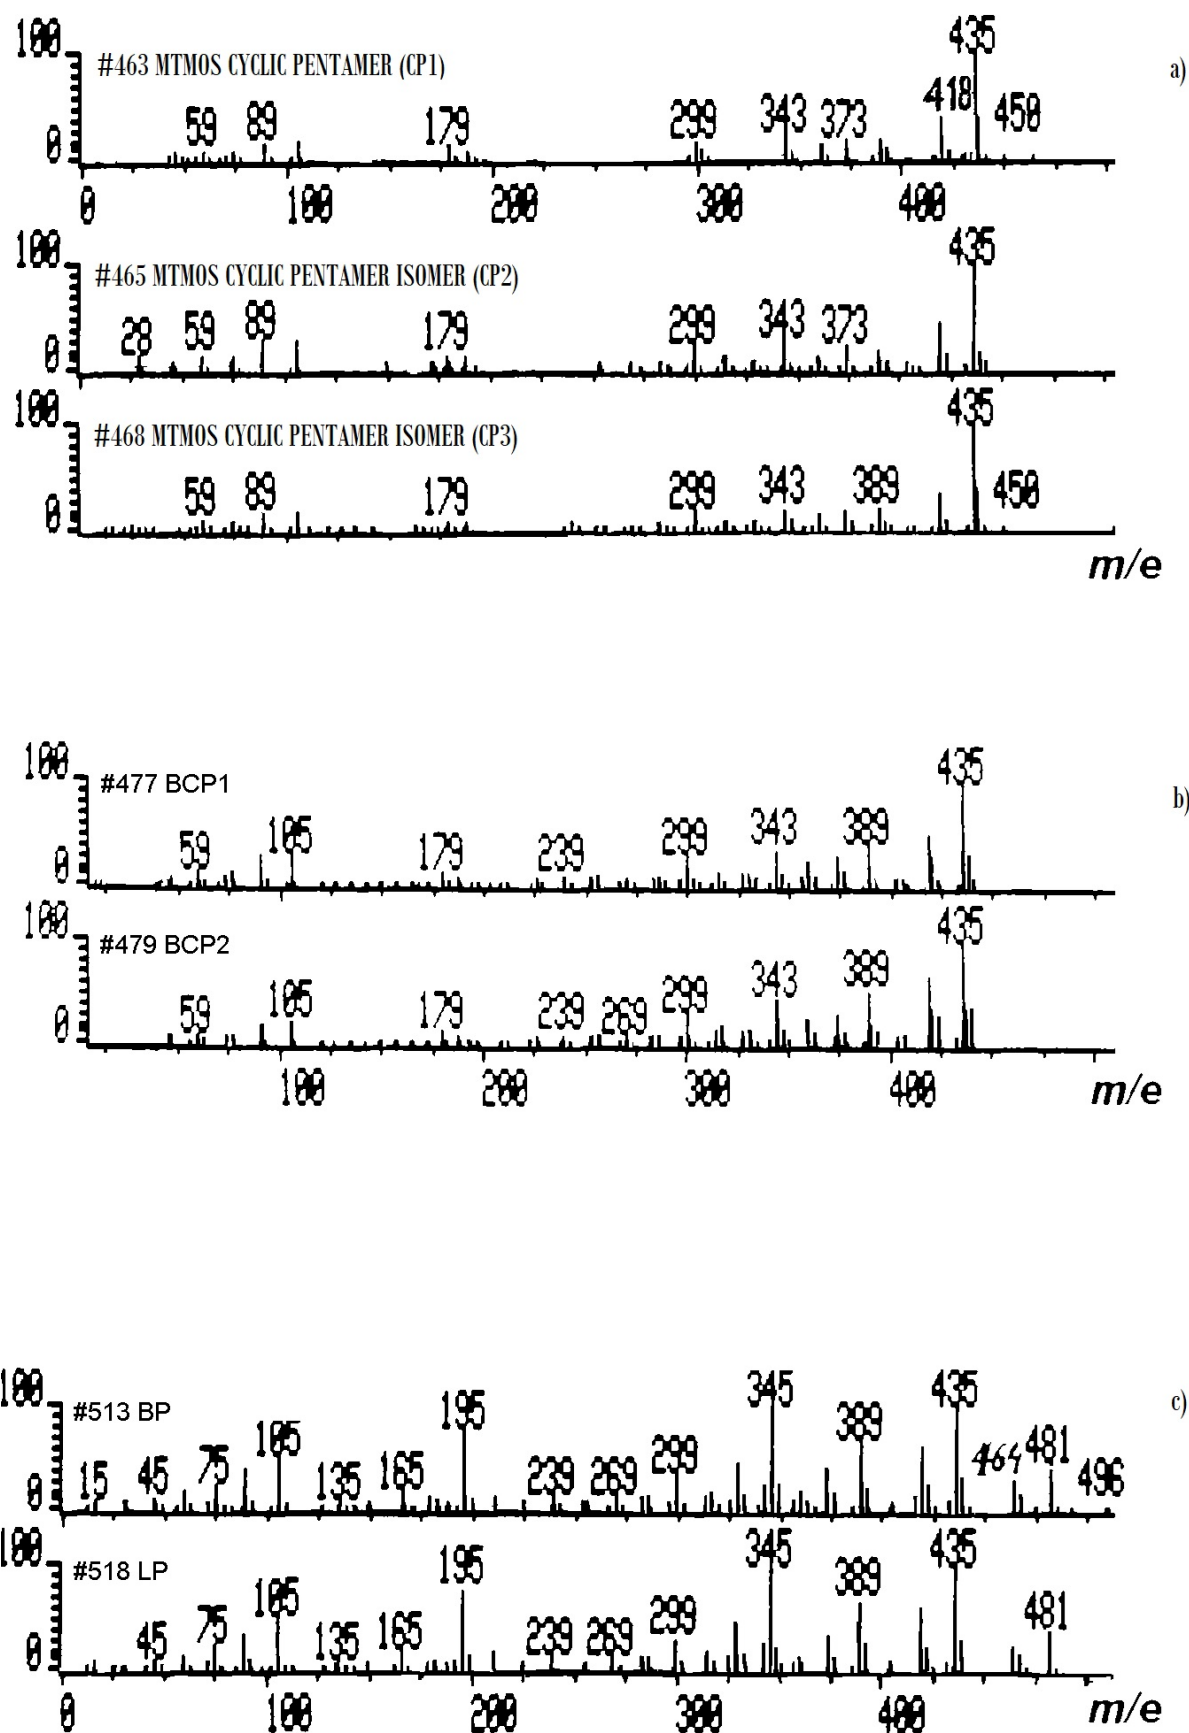 100
435
#463 MTMOS CYCLIC PENTAMER (CP1)
a)
59 89 179 299 343 373 418 450
0
0 100 200 300 400
100
435
#465 MTMOS CYCLIC PENTAMER ISOMER (CP2)
28 59 89 179 299 343 373
0
100
435
#468 MTMOS CYCLIC PENTAMER ISOMER (CP3)
59 89 179 299 343 389 450
0
m/e
100
435
#477 BCP1
b)
59 105 179 239 299 343 389
0
100
435
#479 BCP2
59 105 179 239 269 299 343 389
0
100 200 300 400 m/e
100
195 345 435
#513 BP
c)
15 45 75 105 135 165 239 269 299 389 464 481 496
0
100
195 345 435
#518 LP
45 75 105 135 165 239 269 299 389 481
0
0 100 200 300 400 m/e